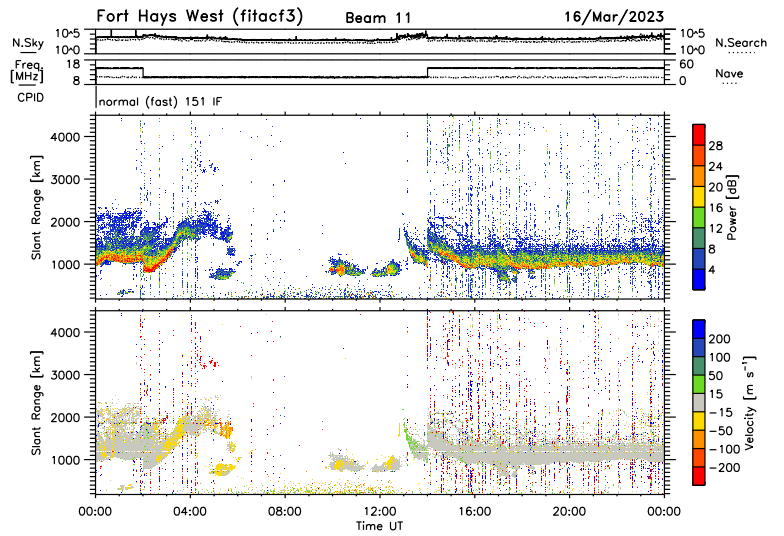 Fort Hays West (fitacf3) Beam 11 16/Mar/2023
N.Sky 10^5 10^0 10^5 10^0 N.Search
Freq. [MHz] 18 8 60 0 Nave
CPID normal (fast) 151 IF
Slant Range [km] 4000 3000 2000 1000
Power [dB] 28 24 20 16 12 8 4
Slant Range [km] 4000 3000 2000 1000
Velocity [m s⁻¹] 200 100 50 15 −15 −50 −100 −200
00:00 04:00 08:00 12:00 16:00 20:00 00:00
Time UT